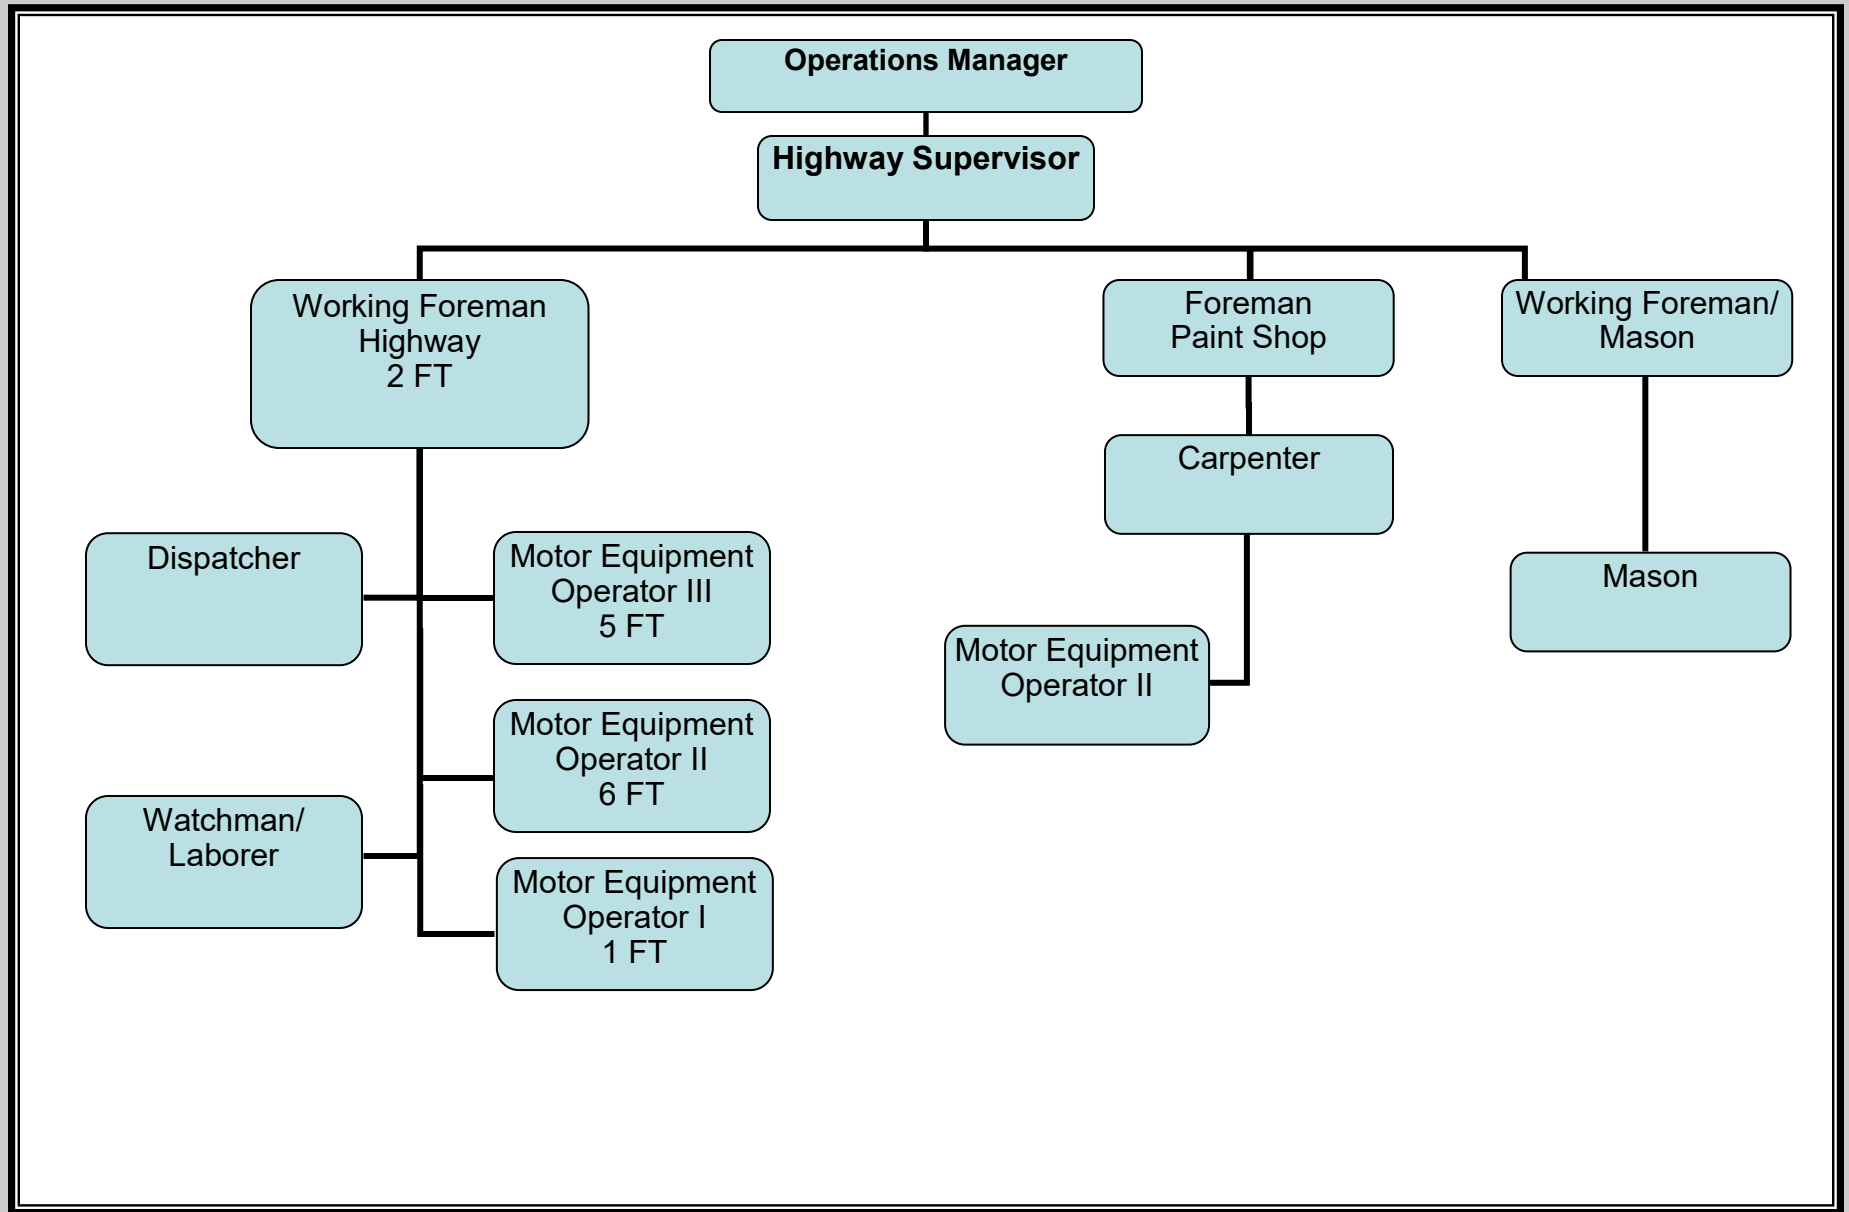 Operations Manager
Highway Supervisor
Working Foreman
Highway
2 FT
Foreman
Paint Shop
Working Foreman/
Mason
Carpenter
Dispatcher
Motor Equipment
Operator III
5 FT
Mason
Motor Equipment
Operator II
Motor Equipment
Operator II
6 FT
Watchman/
Laborer
Motor Equipment
Operator I
1 FT